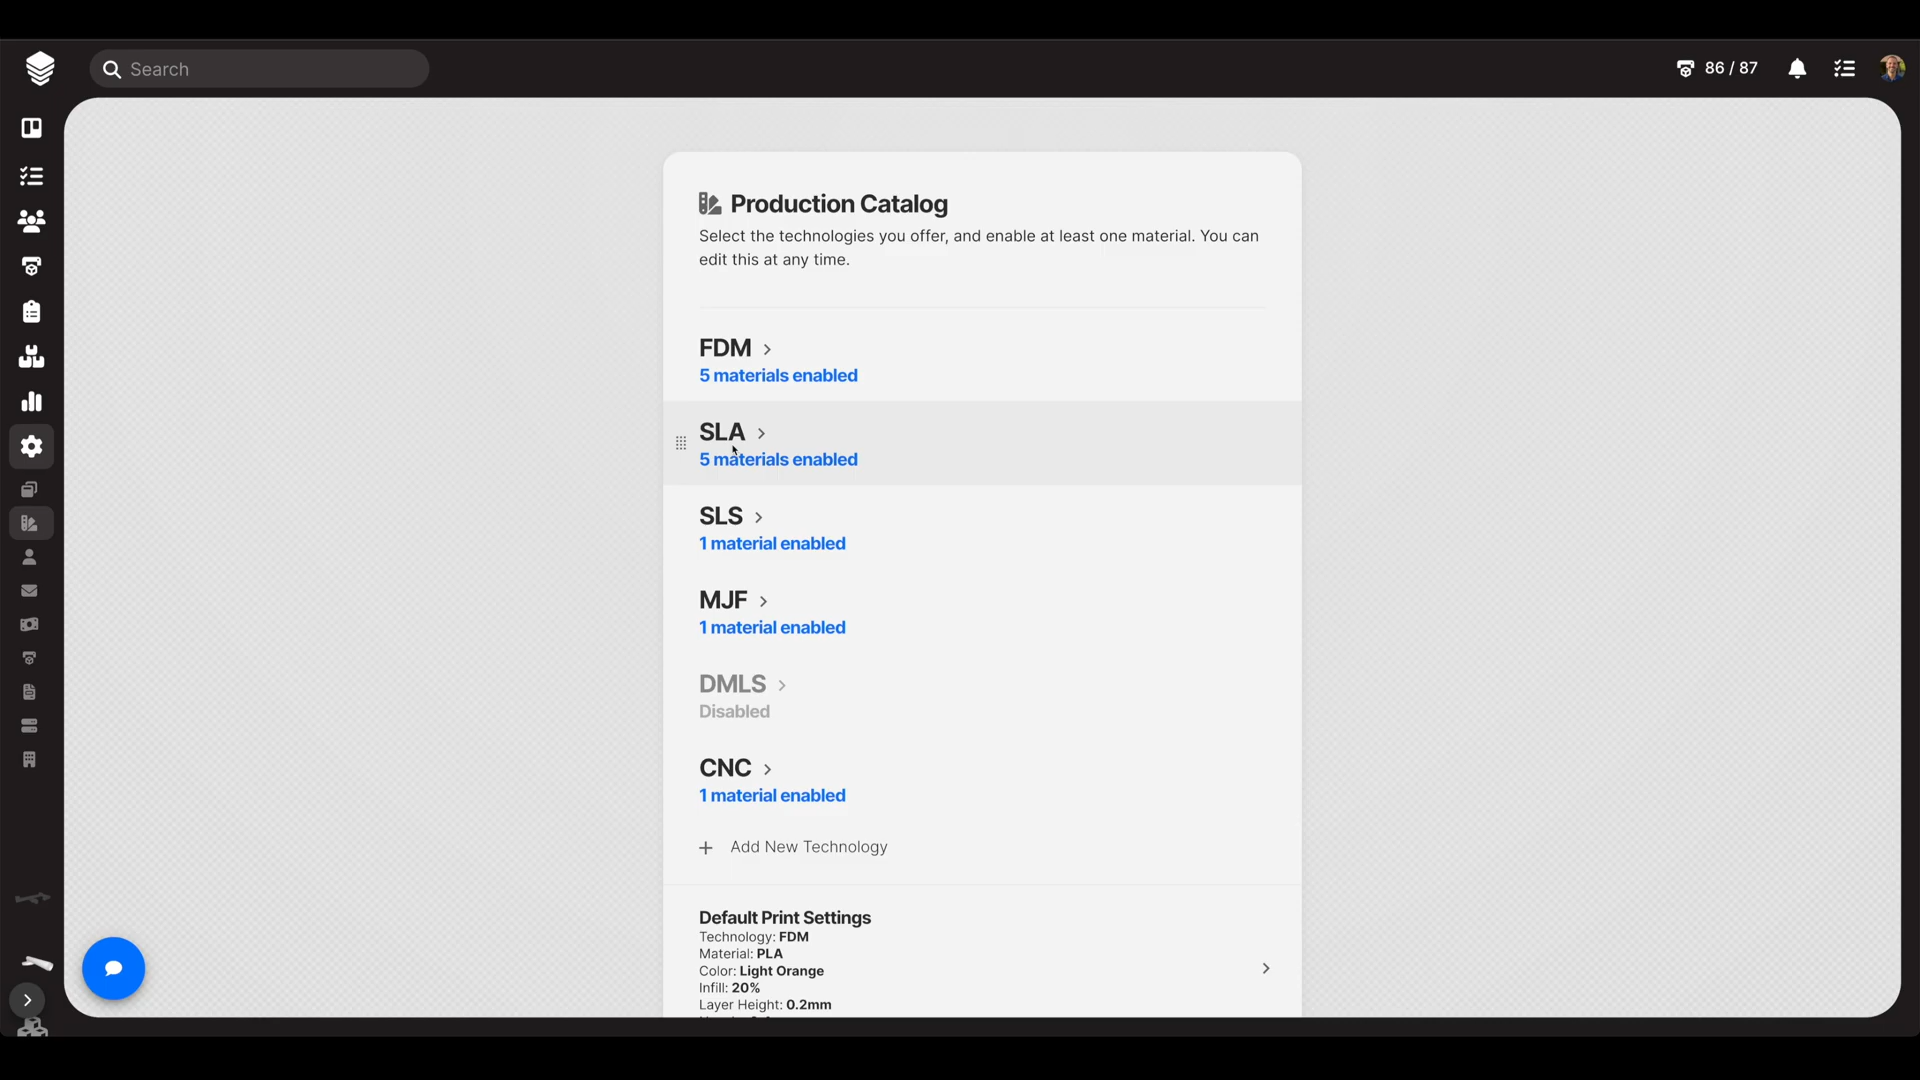 Search
86 / 87
Production Catalog
Select the technologies you offer, and enable at least one material. You can
edit this at any time.
FDM
5 materials enabled
SLA
5 materials enabled
SLS
1 material enabled
MJF
1 material enabled
DMLS
Disabled
CNC
1 material enabled
Add New Technology
Default Print Settings
Technology: FDM
Material: PLA
Color: Light Orange
Infill: 20%
Layer Height: 0.2mm